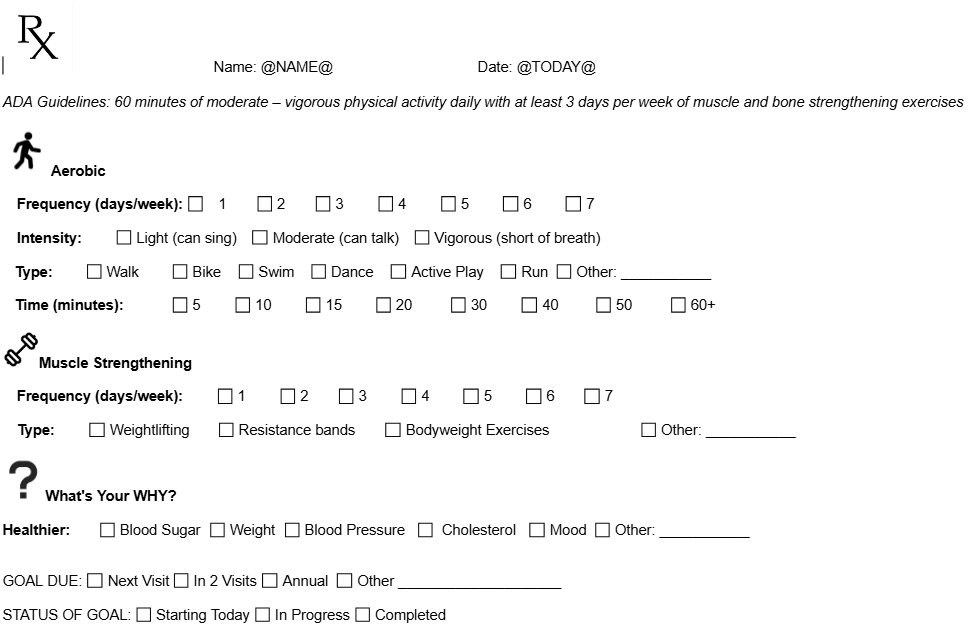 Rx
Name: @NAME@ Date: @TODAY@
ADA Guidelines: 60 minutes of moderate – vigorous physical activity daily with at least 3 days per week of muscle and bone strengthening exercises
Aerobic
Frequency (days/week): ☐ 1 ☐ 2 ☐ 3 ☐ 4 ☐ 5 ☐ 6 ☐ 7
Intensity: ☐ Light (can sing) ☐ Moderate (can talk) ☐ Vigorous (short of breath)
Type: ☐ Walk ☐ Bike ☐ Swim ☐ Dance ☐ Active Play ☐ Run ☐ Other: ___________
Time (minutes): ☐ 5 ☐ 10 ☐ 15 ☐ 20 ☐ 30 ☐ 40 ☐ 50 ☐ 60+
Muscle Strengthening
Frequency (days/week): ☐ 1 ☐ 2 ☐ 3 ☐ 4 ☐ 5 ☐ 6 ☐ 7
Type: ☐ Weightlifting ☐ Resistance bands ☐ Bodyweight Exercises ☐ Other: ___________
?
What's Your WHY?
Healthier: ☐ Blood Sugar ☐ Weight ☐ Blood Pressure ☐ Cholesterol ☐ Mood ☐ Other: ___________
GOAL DUE: ☐ Next Visit ☐ In 2 Visits ☐ Annual ☐ Other ____________________
STATUS OF GOAL: ☐ Starting Today ☐ In Progress ☐ Completed